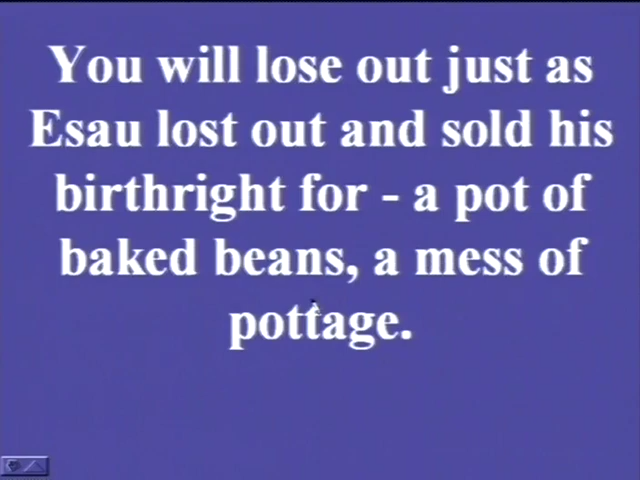 You will lose out just as
Esau lost out and sold his
birthright for - a pot of
baked beans, a mess of
pottage.